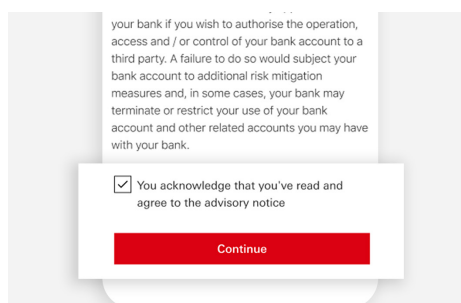 your bank if you wish to authorise the operation,
access and / or control of your bank account to a
third party. A failure to do so would subject your
bank account to additional risk mitigation
measures and, in some cases, your bank may
terminate or restrict your use of your bank
account and other related accounts you may have
with your bank.
You acknowledge that you've read and
agree to the advisory notice
Continue